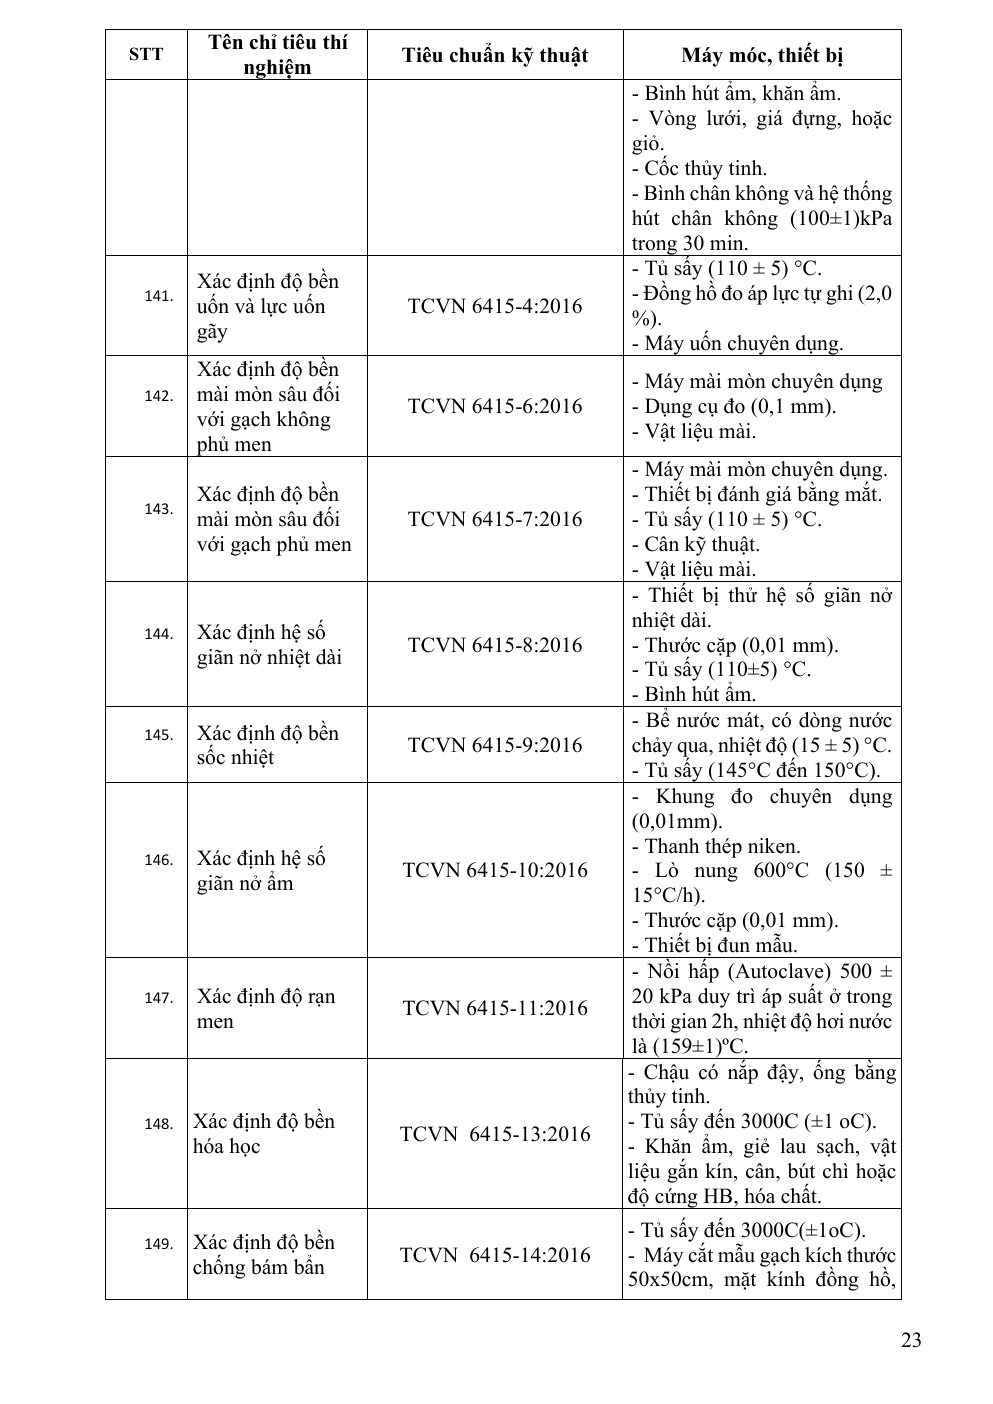 STT
Tên chỉ tiêu thí
nghiệm
Tiêu chuẩn kỹ thuật
Máy móc, thiết bị
- Bình hút ẩm, khăn ẩm.
- Vòng lưới, giá đựng, hoặc
giỏ.
- Cốc thủy tinh.
- Bình chân không và hệ thống
hút chân không (100±1)kPa
trong 30 min.
141.
Xác định độ bền
uốn và lực uốn
gãy
TCVN 6415-4:2016
- Tủ sấy (110 ± 5) °C.
- Đồng hồ đo áp lực tự ghi (2,0
%).
- Máy uốn chuyên dụng.
142.
Xác định độ bền
mài mòn sâu đối
với gạch không
phủ men
TCVN 6415-6:2016
- Máy mài mòn chuyên dụng
- Dụng cụ đo (0,1 mm).
- Vật liệu mài.
143.
Xác định độ bền
mài mòn sâu đối
với gạch phủ men
TCVN 6415-7:2016
- Máy mài mòn chuyên dụng.
- Thiết bị đánh giá bằng mắt.
- Tủ sấy (110 ± 5) °C.
- Cân kỹ thuật.
- Vật liệu mài.
144.
Xác định hệ số
giãn nở nhiệt dài
TCVN 6415-8:2016
- Thiết bị thử hệ số giãn nở
nhiệt dài.
- Thước cặp (0,01 mm).
- Tủ sấy (110±5) °C.
- Bình hút ẩm.
145.
Xác định độ bền
sốc nhiệt
TCVN 6415-9:2016
- Bể nước mát, có dòng nước
chảy qua, nhiệt độ (15 ± 5) °C.
- Tủ sấy (145°C đến 150°C).
146.
Xác định hệ số
giãn nở ẩm
TCVN 6415-10:2016
- Khung đo chuyên dụng
(0,01mm).
- Thanh thép niken.
- Lò nung 600°C (150 ±
15°C/h).
- Thước cặp (0,01 mm).
- Thiết bị đun mẫu.
147.
Xác định độ rạn
men
TCVN 6415-11:2016
- Nồi hấp (Autoclave) 500 ±
20 kPa duy trì áp suất ở trong
thời gian 2h, nhiệt độ hơi nước
là (159±1)ºC.
148.
Xác định độ bền
hóa học
TCVN 6415-13:2016
- Chậu có nắp đậy, ống bằng
thủy tinh.
- Tủ sấy đến 3000C (±1 oC).
- Khăn ẩm, giẻ lau sạch, vật
liệu gắn kín, cân, bút chì hoặc
độ cứng HB, hóa chất.
149.
Xác định độ bền
chống bám bẩn
TCVN 6415-14:2016
- Tủ sấy đến 3000C(±1oC).
- Máy cắt mẫu gạch kích thước
50x50cm, mặt kính đồng hồ,
23